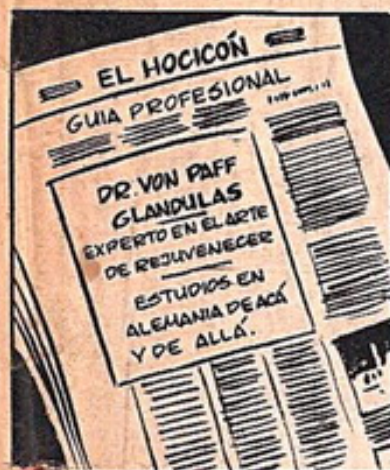 EL HOCICÓN
GUIA PROFESIONAL
DR. VON PAFF
GLANDULAS
EXPERTO EN EL ARTE
DE REJUVENECER
ESTUDIOS EN
ALEMANIA DE ACÁ
Y DE ALLÁ.